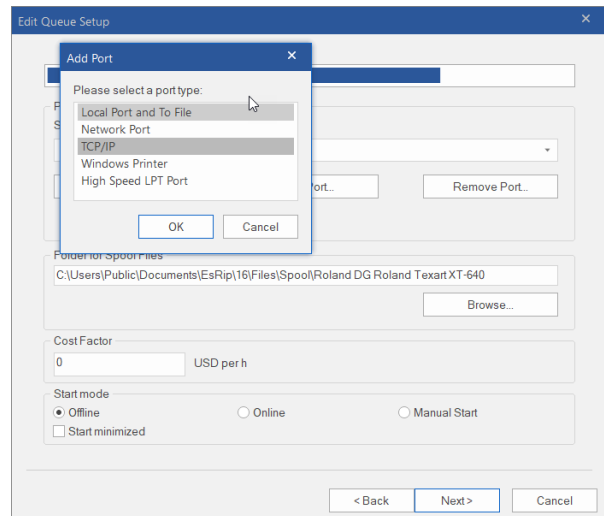 Edit Queue Setup
Add Port
Please select a port type:
Local Port and To File
Network Port
TCP/IP
Windows Printer
High Speed LPT Port
OK Cancel
Remove Port...
Folder for Spool Files
C:\Users\Public\Documents\EsRip\16\Files\Spool\Roland DG Roland Texart XT-640
Browse...
Cost Factor
0 USD per h
Start mode
Offline Online Manual Start
Start minimized
< Back Next > Cancel